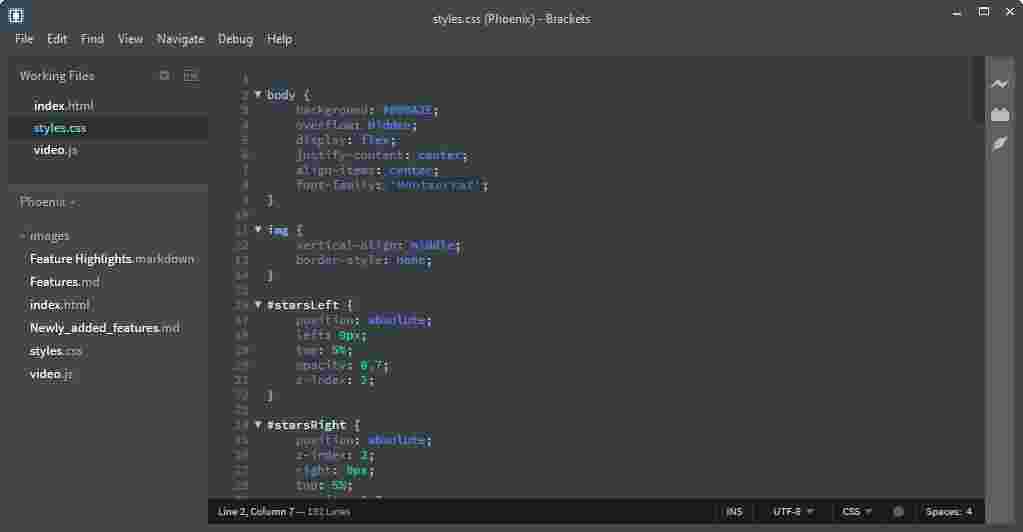 styles.css (Phoenix) - Brackets
File Edit Find View Navigate Debug Help
Working Files
index.html
styles.css
video.js
Phoenix
images
Feature Highlights.markdown
Features.md
index.html
Newly_added_features.md
styles.css
video.js
1
2 body {
3 background:
4 overflow: hidden;
5 display: flex;
6 justify-content: center;
7 align-items: center;
8 font-family: 'Montserrat';
9 }
10
11 img {
12 vertical-align: middle;
13 border-style: none;
14 }
15
16 #starsLeft {
17 position: absolute;
18 left: 0px;
19 top: 5%;
20 opacity: 0.7;
21 z-index: 2;
22 }
23
24 #starsRight {
25 position: absolute;
26 z-index: 2;
27 right: 0px;
28 top: 5%;
Line 2, Column 7 — Lines
INS UTF-8 CSS Spaces: 4